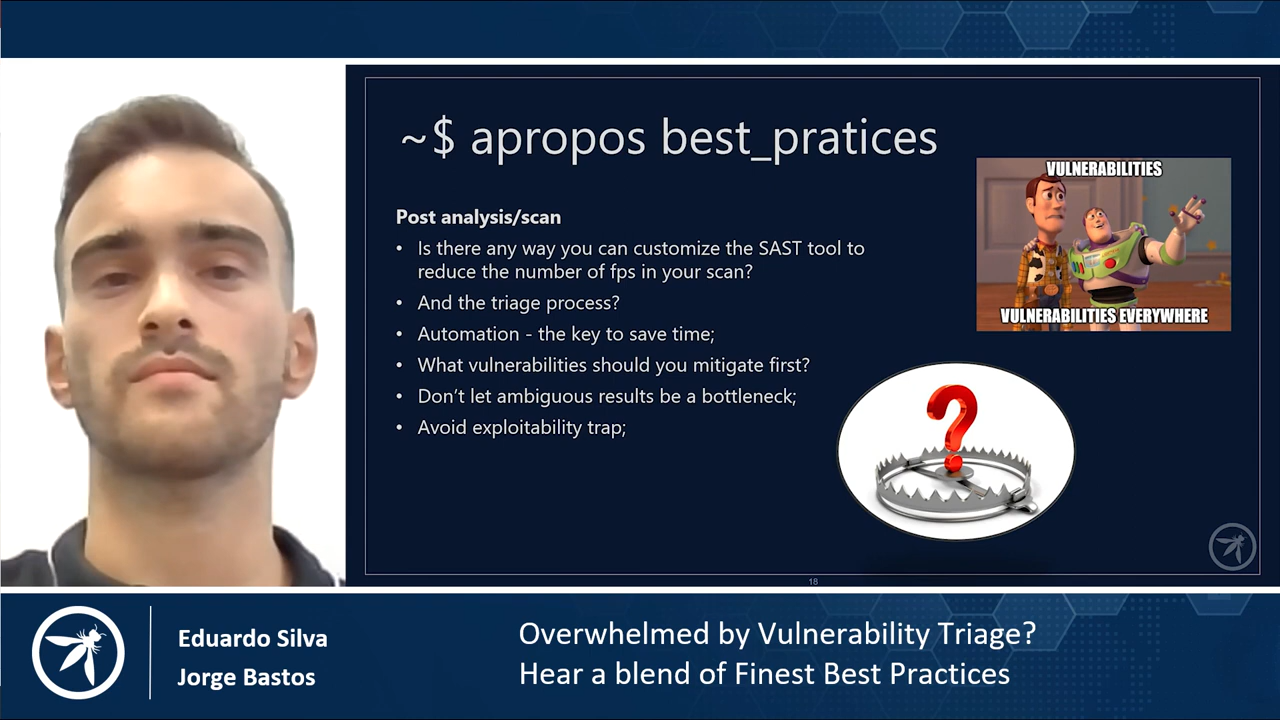 ~$ apropos best_pratices
VULNERABILITIES
VULNERABILITIES EVERYWHERE
Post analysis/scan
• Is there any way you can customize the SAST tool to
reduce the number of fps in your scan?
• And the triage process?
• Automation - the key to save time;
• What vulnerabilities should you mitigate first?
• Don't let ambiguous results be a bottleneck;
• Avoid exploitability trap;
?
18
Eduardo Silva
Jorge Bastos
Overwhelmed by Vulnerability Triage?
Hear a blend of Finest Best Practices